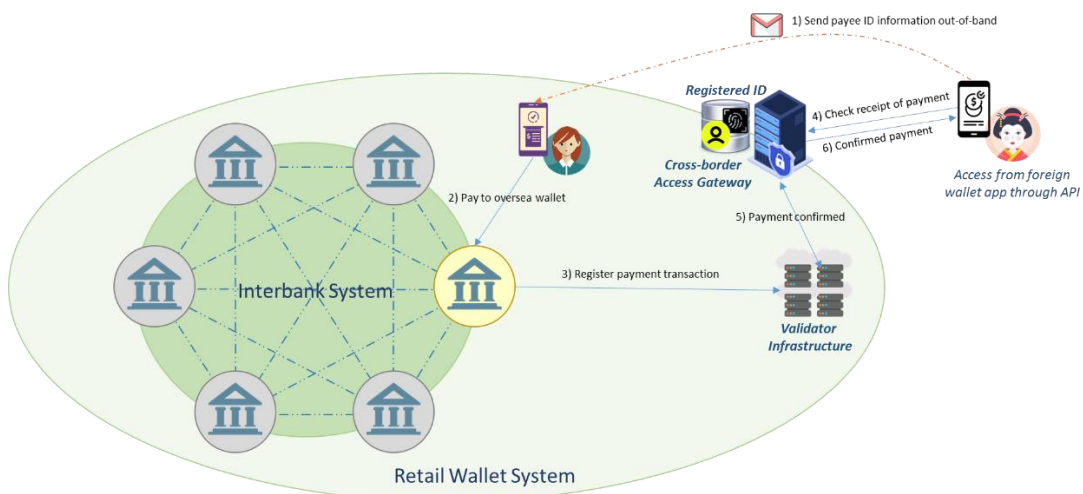 1) Send payee ID information out-of-band
Registered ID
4) Check receipt of payment
6) Confirmed payment
Cross-border
Access Gateway
Access from foreign
wallet app through API
2) Pay to oversea wallet
5) Payment confirmed
3) Register payment transaction
Interbank System
Validator
Infrastructure
Retail Wallet System